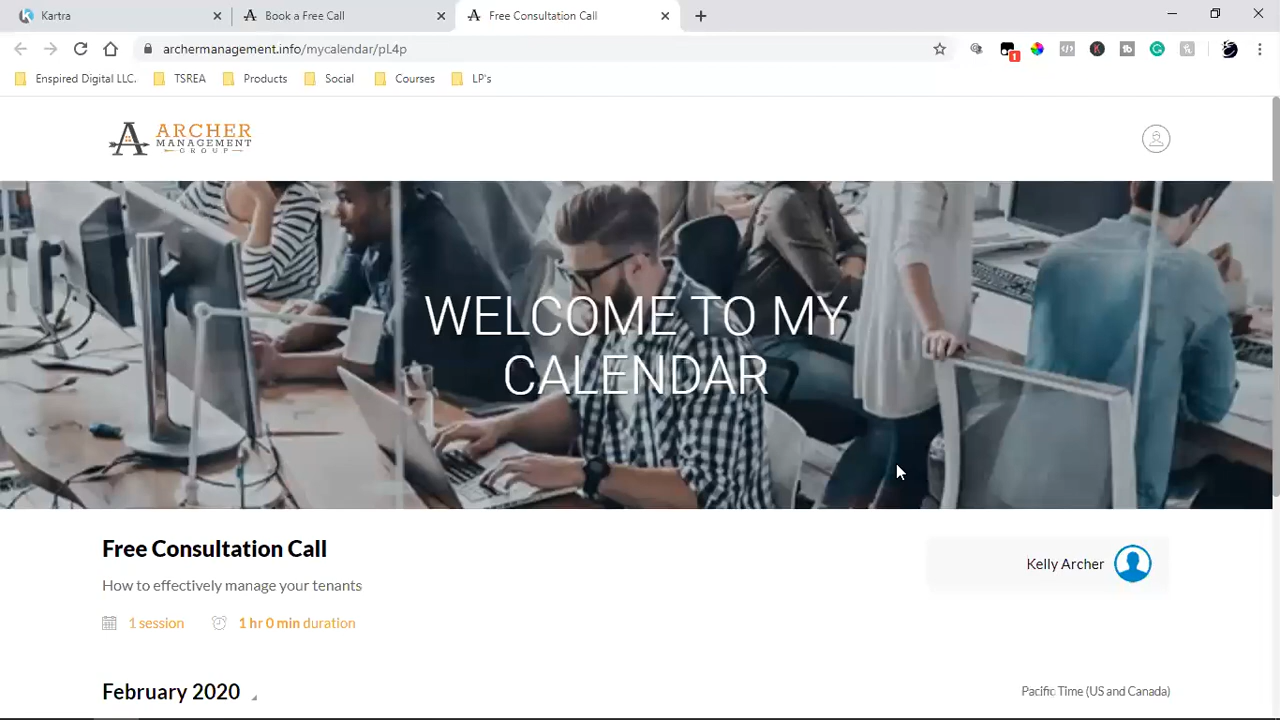 Kartra
Book a Free Call
Free Consultation Call
archermanagement.info/mycalendar/pL4p
1
Enspired Digital LLC.
TSREA
Products
Social
Courses
LP's
ARCHER
MANAGEMENT
GROUP
WELCOME TO MY
CALENDAR
Free Consultation Call
How to effectively manage your tenants
1 session
1 hr 0 min duration
Kelly Archer
February 2020
Pacific Time (US and Canada)